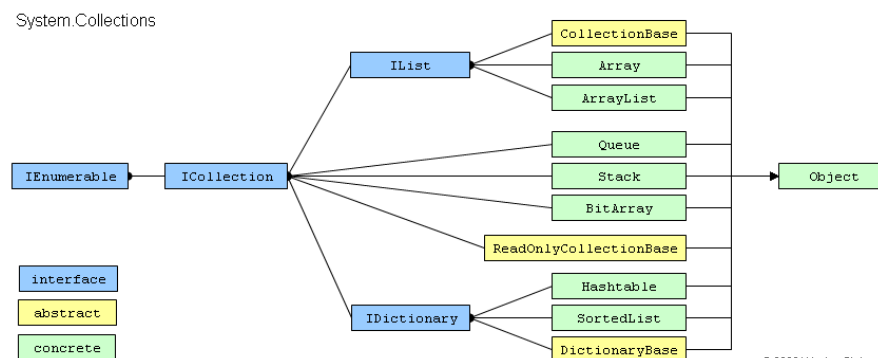 System.Collections
CollectionBase
IList
Array
ArrayList
Queue
IEnumerable
ICollection
Stack
Object
BitArray
ReadOnlyCollectionBase
interface
Hashtable
abstract
IDictionary
SortedList
concrete
DictionaryBase